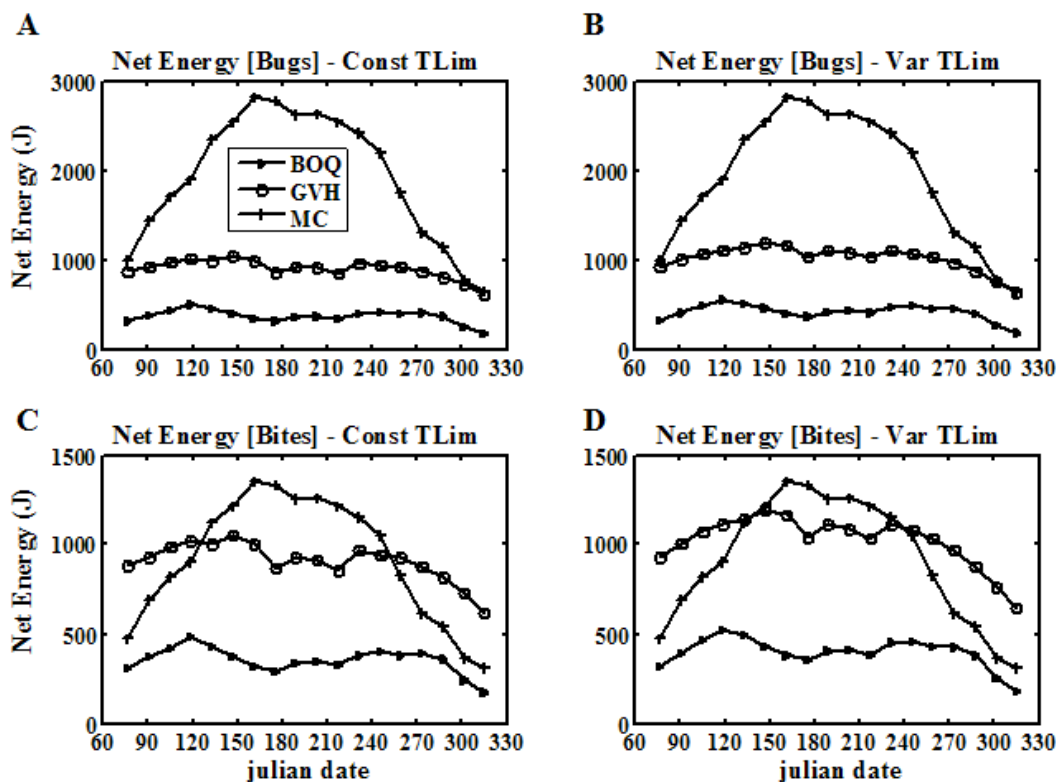 A
Net Energy [Bugs] - Const TLim
Net Energy (J)
3000
2000
1000
0
BOQ
GVH
MC
60 90 120 150 180 210 240 270 300 330
B
Net Energy [Bugs] - Var TLim
3000
2000
1000
0
60 90 120 150 180 210 240 270 300 330
C
Net Energy [Bites] - Const TLim
Net Energy (J)
1500
1000
500
0
60 90 120 150 180 210 240 270 300 330
julian date
D
Net Energy [Bites] - Var TLim
1500
1000
500
0
60 90 120 150 180 210 240 270 300 330
julian date